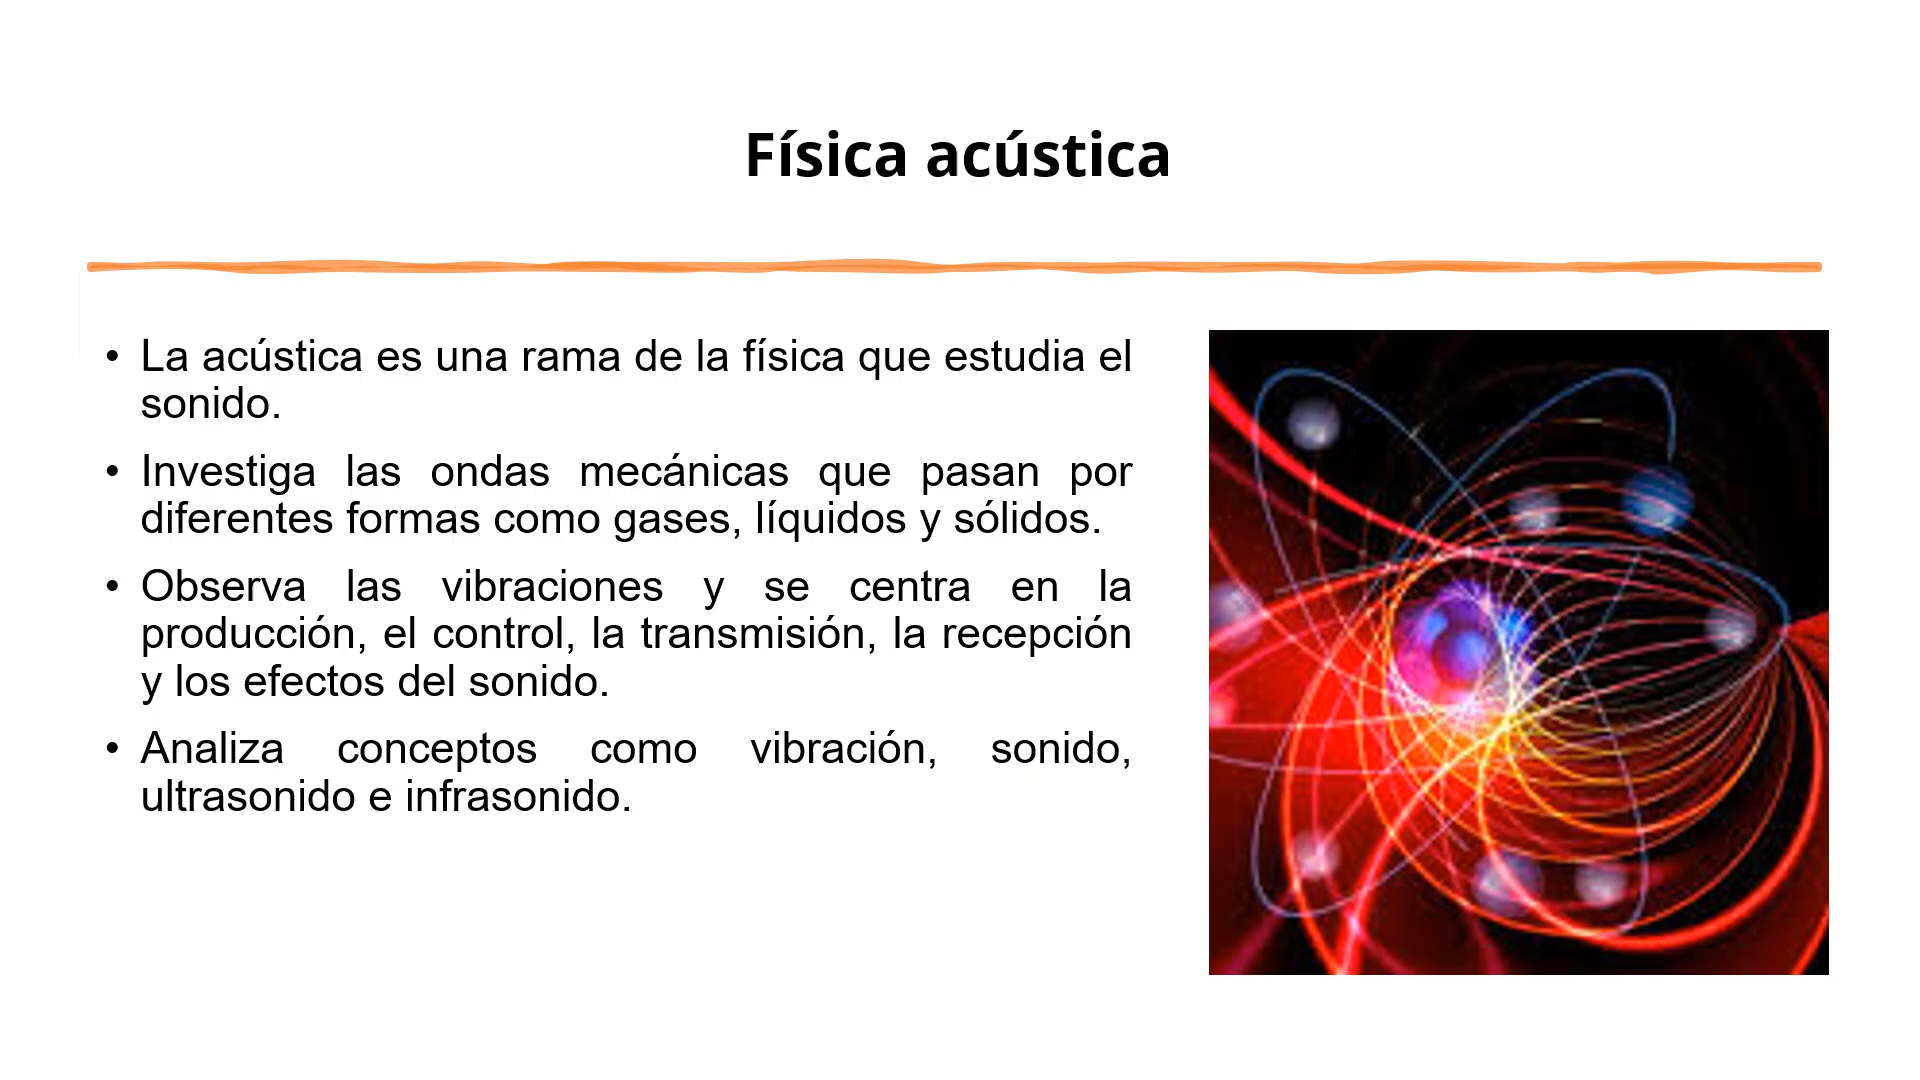 Física acústica
• La acústica es una rama de la física que estudia el
sonido.
• Investiga las ondas mecánicas que pasan por
diferentes formas como gases, líquidos y sólidos.
• Observa las vibraciones y se centra en la
producción, el control, la transmisión, la recepción
y los efectos del sonido.
• Analiza conceptos como vibración, sonido,
ultrasonido e infrasonido.